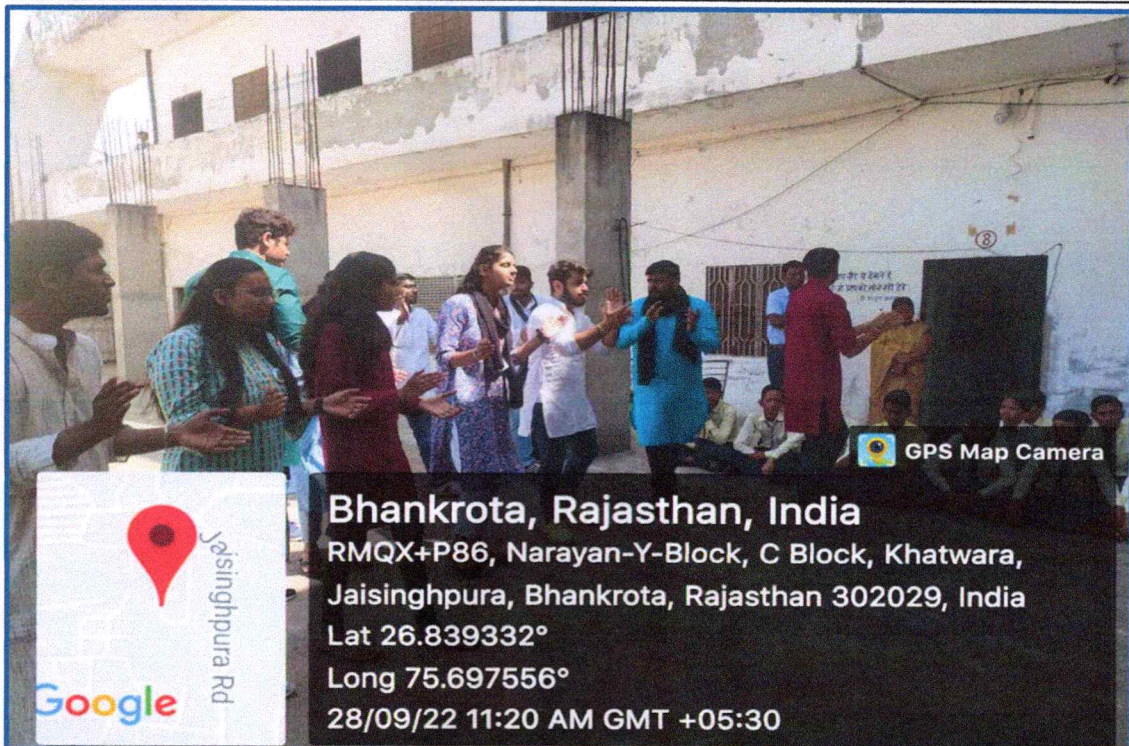 8
GPS Map Camera
Jaisinghpura Rd
Google
Bhankrota, Rajasthan, India
RMQX+P86, Narayan-Y-Block, C Block, Khatwara,
Jaisinghpura, Bhankrota, Rajasthan 302029, India
Lat 26.839332°
Long 75.697556°
28/09/22 11:20 AM GMT +05:30